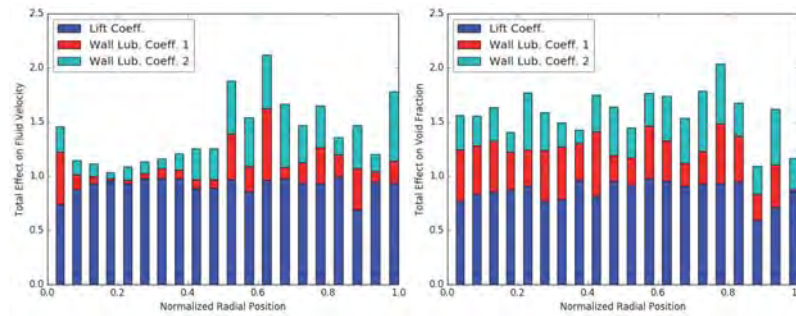 2.5
2.0
1.5
1.0
0.5
0.0
Total Effect on Fluid Velocity
Lift Coeff.
Wall Lub. Coeff. 1
Wall Lub. Coeff. 2
0.0 0.2 0.4 0.6 0.8 1.0
Normalized Radial Position
2.5
2.0
1.5
1.0
0.5
0.0
Total Effect on Void Fraction
Lift Coeff.
Wall Lub. Coeff. 1
Wall Lub. Coeff. 2
0.0 0.2 0.4 0.6 0.8
Normalized Radial Position